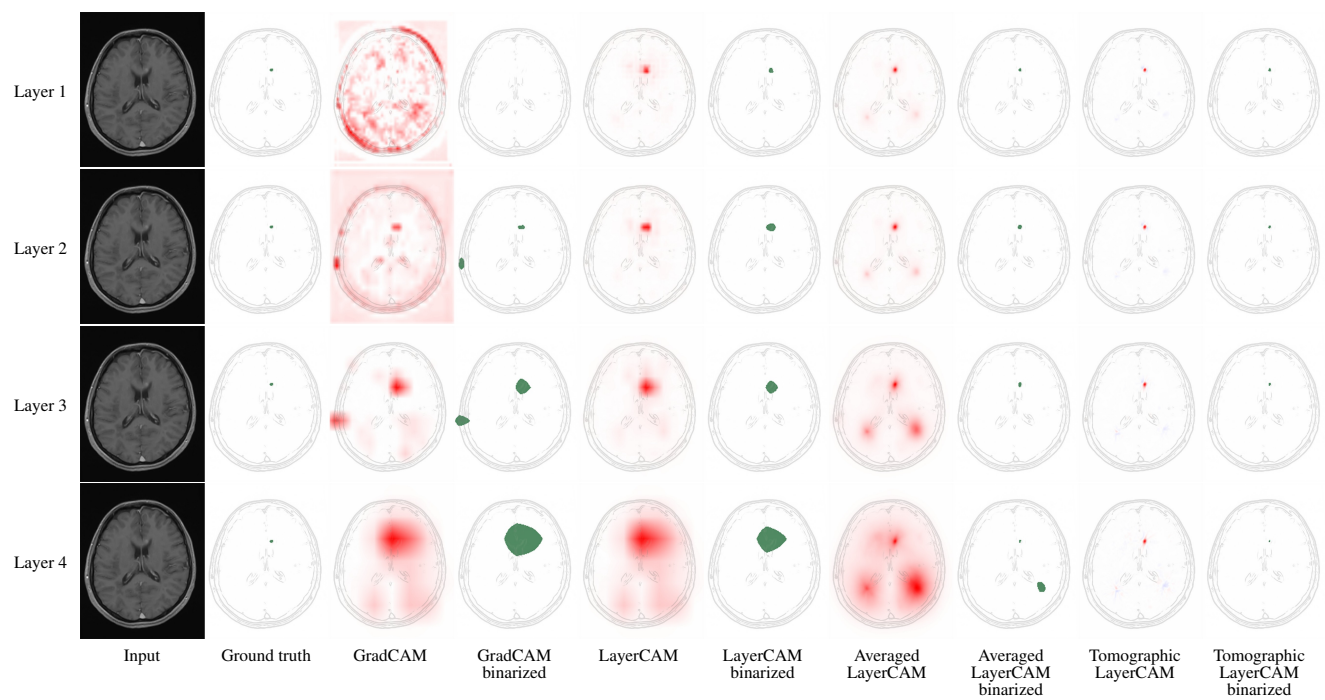 Layer 1
Layer 2
Layer 3
Layer 4
Input
Ground truth
GradCAM
GradCAM
binarized
LayerCAM
LayerCAM
binarized
Averaged
LayerCAM
Averaged
LayerCAM
binarized
Tomographic
LayerCAM
Tomographic
LayerCAM
binarized